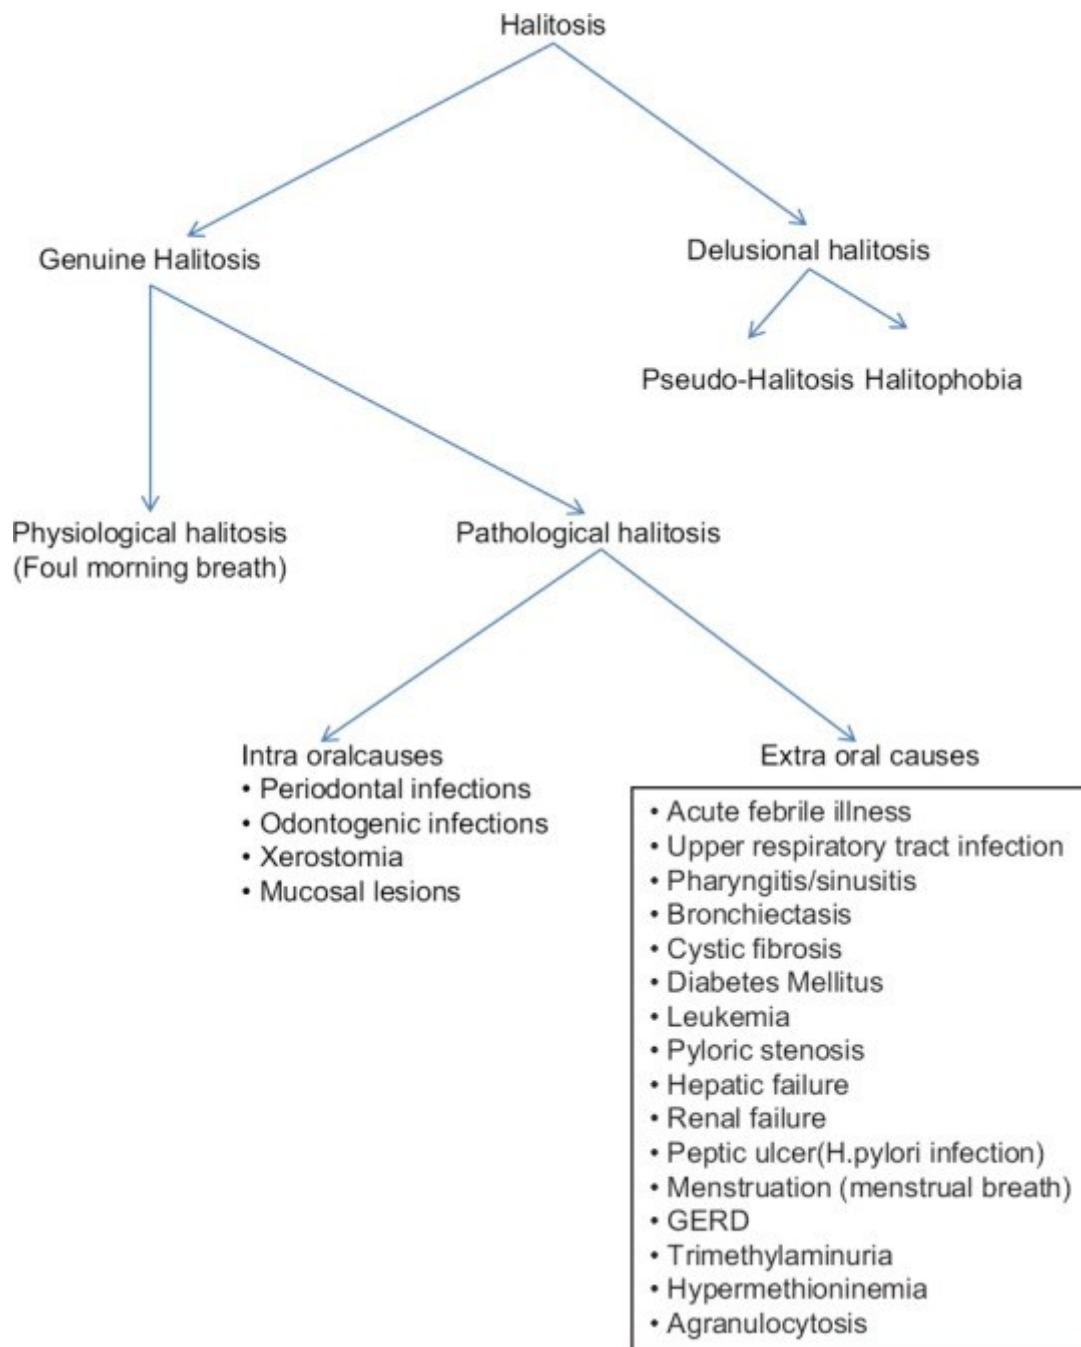 Halitosis
Genuine Halitosis
Delusional halitosis
Pseudo-Halitosis Halitophobia
Physiological halitosis
(Foul morning breath)
Pathological halitosis
Intra oralcauses
• Periodontal infections
• Odontogenic infections
• Xerostomia
• Mucosal lesions
Extra oral causes
• Acute febrile illness
• Upper respiratory tract infection
• Pharyngitis/sinusitis
• Bronchiectasis
• Cystic fibrosis
• Diabetes Mellitus
• Leukemia
• Pyloric stenosis
• Hepatic failure
• Renal failure
• Peptic ulcer(H.pylori infection)
• Menstruation (menstrual breath)
• GERD
• Trimethylaminuria
• Hypermethioninemia
• Agranulocytosis